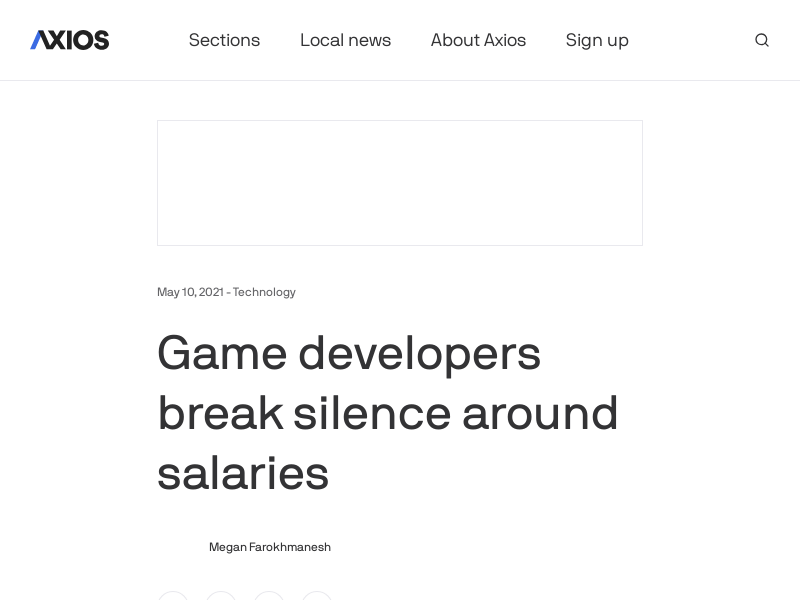 AXIOS
Sections
Local news
About Axios
Sign up
May 10, 2021 - Technology
Game developers
break silence around
salaries
Megan Farokhmanesh